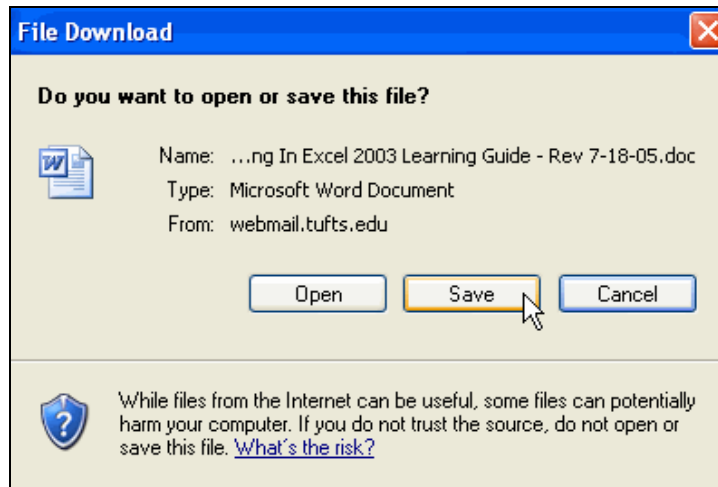 File Download
Do you want to open or save this file?
Name: ...ng In Excel 2003 Learning Guide - Rev 7-18-05.doc
Type: Microsoft Word Document
From: webmail.tufts.edu
Open Save Cancel
While files from the Internet can be useful, some files can potentially
harm your computer. If you do not trust the source, do not open or
save this file. What's the risk?